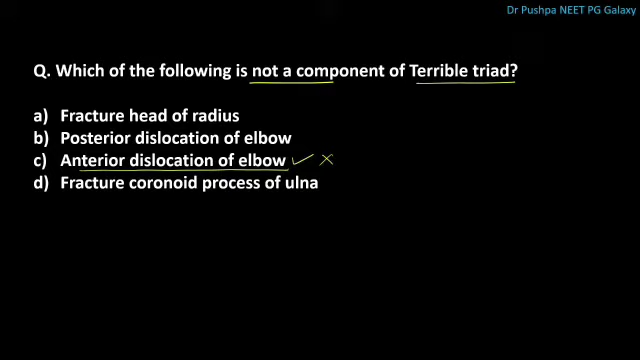 Dr Pushpa NEET PG Galaxy
Q. Which of the following is not a component of Terrible triad?
a) Fracture head of radius
b) Posterior dislocation of elbow
c) Anterior dislocation of elbow
d) Fracture coronoid process of ulna